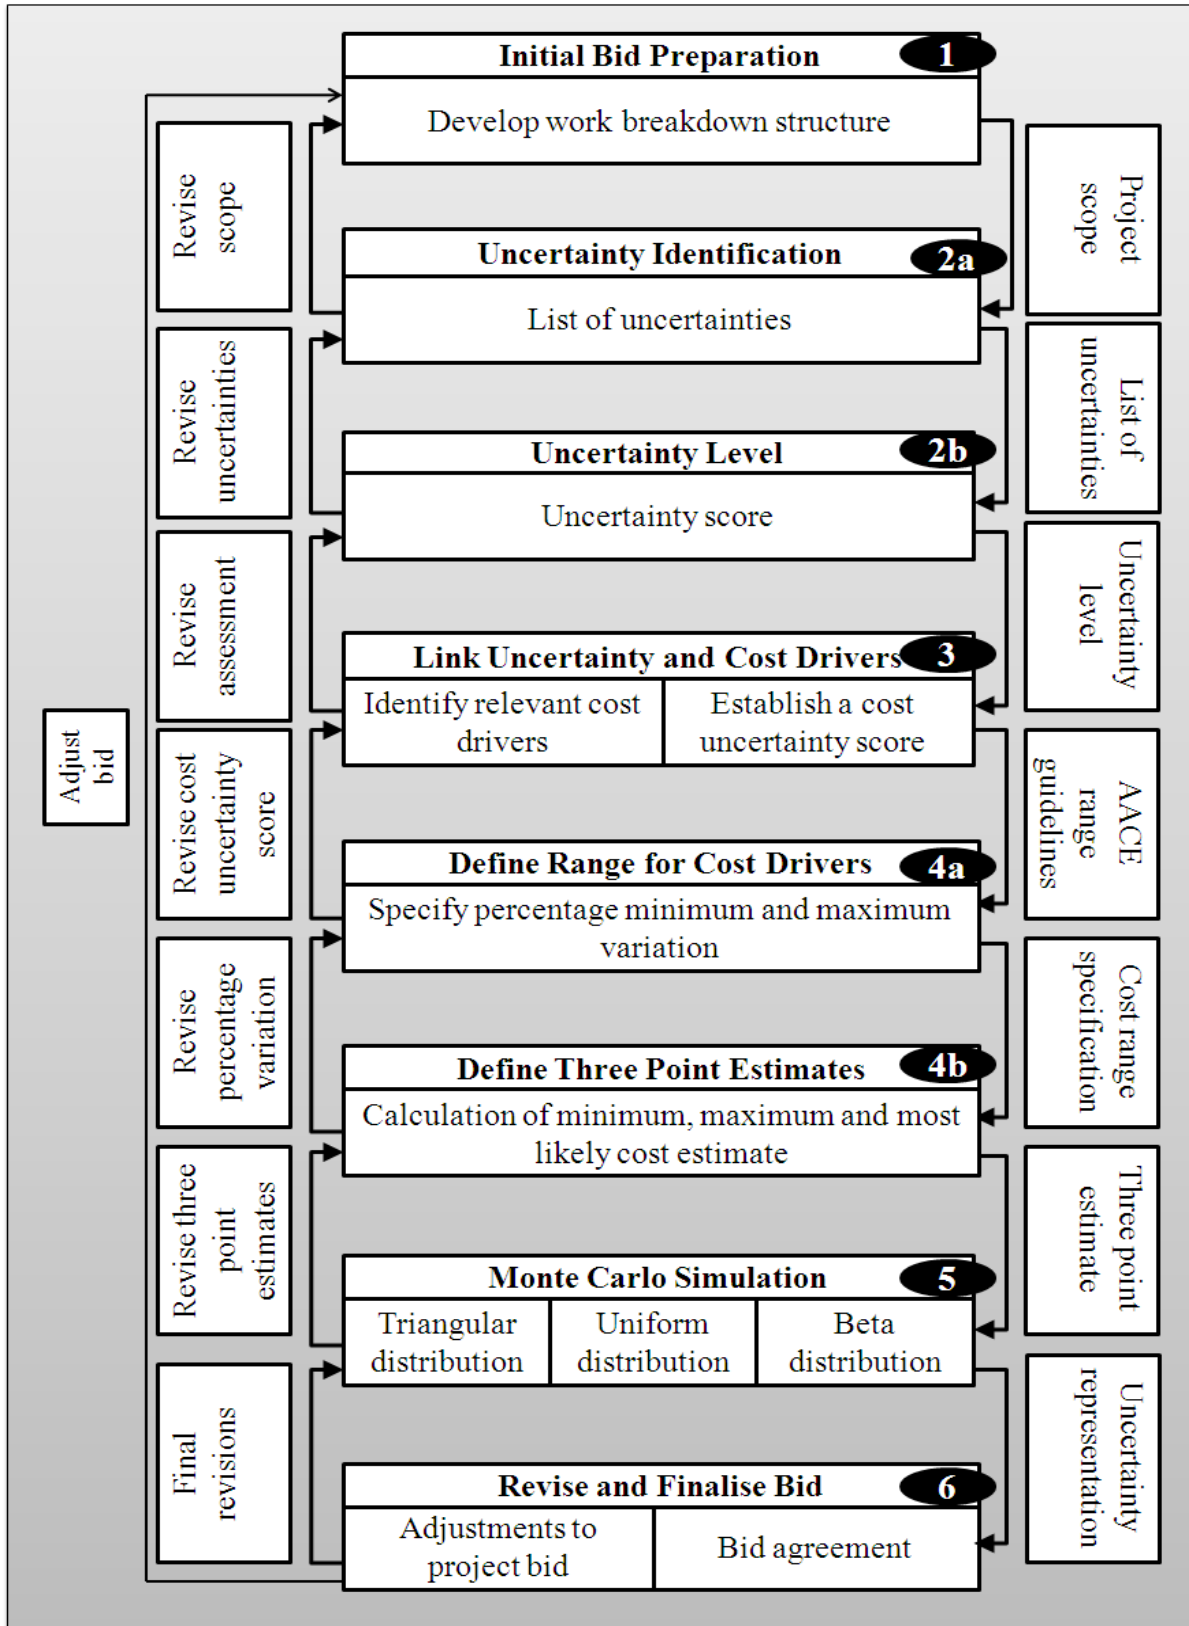 Initial Bid Preparation
1
Develop work breakdown structure
Revise
scope
Project
scope
Uncertainty Identification
2a
List of uncertainties
Revise
uncertainties
List of
uncertainties
Uncertainty Level
2b
Uncertainty score
Revise
assessment
Uncertainty
level
Link Uncertainty and Cost Drivers
3
Identify relevant cost
drivers
Establish a cost
uncertainty score
Adjust
bid
Revise cost
uncertainty
score
AACE
range
guidelines
Define Range for Cost Drivers
4a
Specify percentage minimum and maximum
variation
Revise
percentage
variation
Cost range
specification
Define Three Point Estimates
4b
Calculation of minimum, maximum and most
likely cost estimate
Revise three
point
estimates
Three point
estimate
Monte Carlo Simulation
5
Triangular
distribution
Uniform
distribution
Beta
distribution
Final
revisions
Uncertainty
representation
Revise and Finalise Bid
6
Adjustments to
project bid
Bid agreement